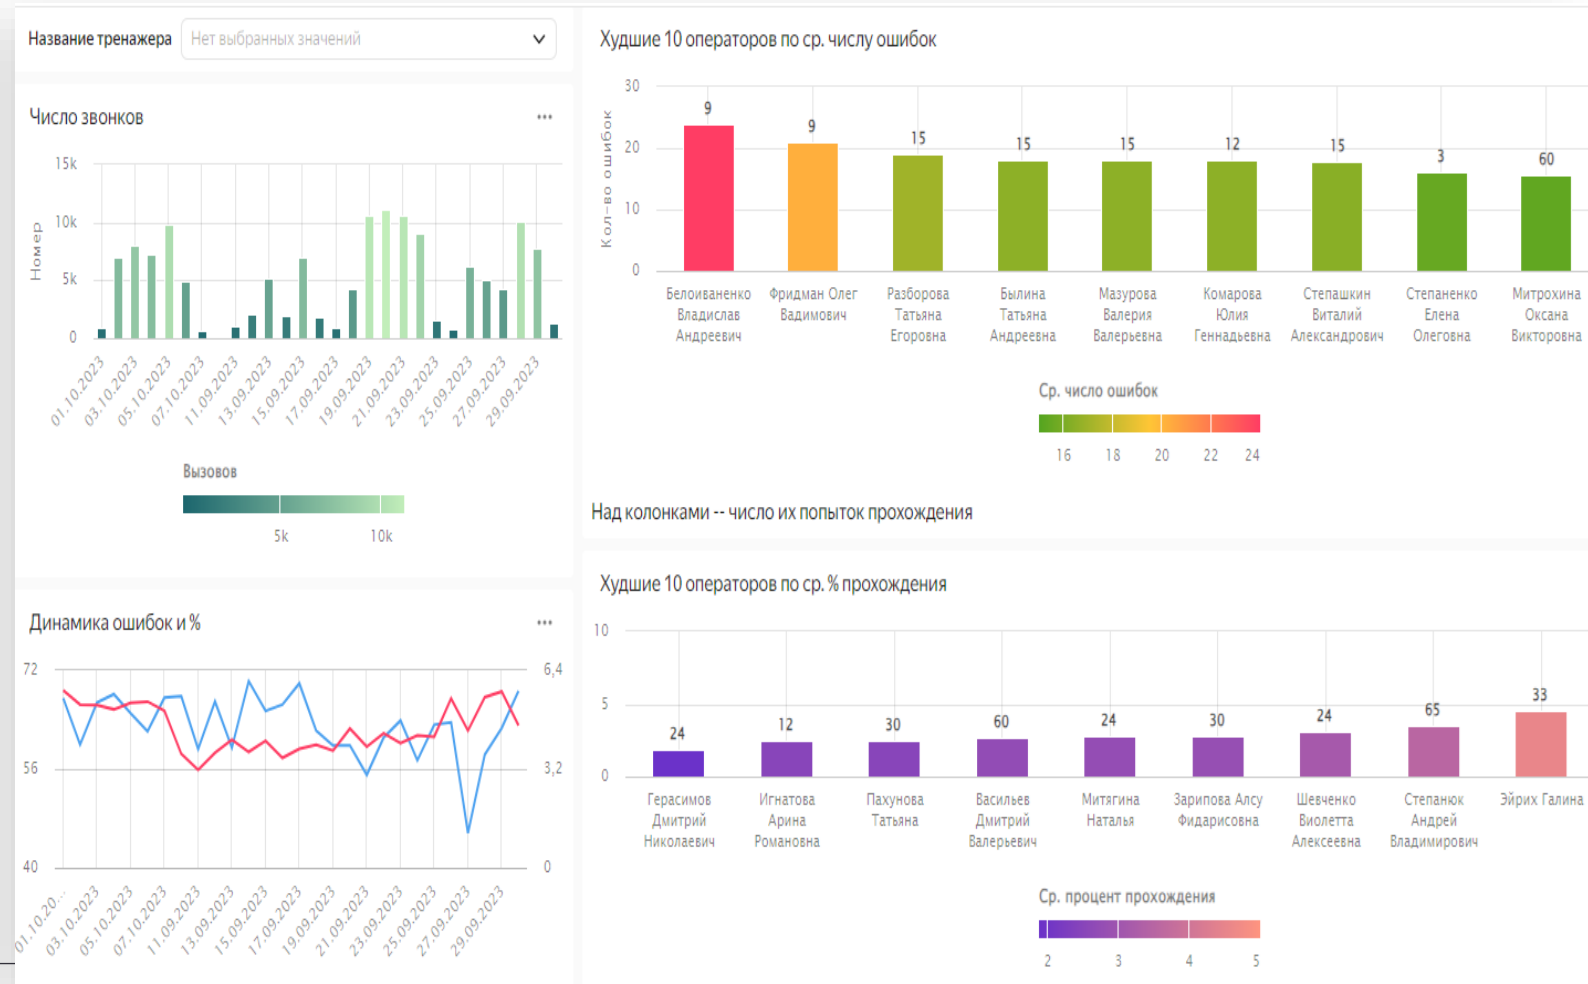 Название тренажера
Нет выбранных значений
Число звонков
Номер
15k
10k
5k
0
01.10.2023
03.10.2023
05.10.2023
07.10.2023
11.09.2023
13.09.2023
15.09.2023
17.09.2023
19.09.2023
21.09.2023
23.09.2023
25.09.2023
27.09.2023
29.09.2023
Вызовов
5k
10k
Динамика ошибок и %
72
56
40
6,4
3,2
0
01.10.20...
03.10.2023
05.10.2023
07.10.2023
11.09.2023
13.09.2023
15.09.2023
17.09.2023
19.09.2023
21.09.2023
23.09.2023
25.09.2023
27.09.2023
29.09.2023
Худшие 10 операторов по ср. числу ошибок
Кол-во ошибок
30
20
10
0
9
9
15
15
15
12
15
3
60
Белоиваненко
Владислав
Андреевич
Фридман Олег
Вадимович
Разборова
Татьяна
Егоровна
Былина
Татьяна
Андреевна
Мазурова
Валерия
Валерьевна
Комарова
Юлия
Геннадьевна
Степашкин
Виталий
Александрович
Степаненко
Елена
Олеговна
Митрохина
Оксана
Викторовна
Ср. число ошибок
16
18
20
22
24
Над колонками -- число их попыток прохождения
Худшие 10 операторов по ср. % прохождения
10
5
0
24
12
30
60
24
30
24
65
33
Герасимов
Дмитрий
Николаевич
Игнатова
Арина
Романовна
Пахунова
Татьяна
Васильев
Дмитрий
Валерьевич
Митягина
Наталья
Зарипова Алсу
Фидарисовна
Шевченко
Виолетта
Алексеевна
Степанюк
Андрей
Владимирович
Эйрих Галина
Ср. процент прохождения
2
3
4
5